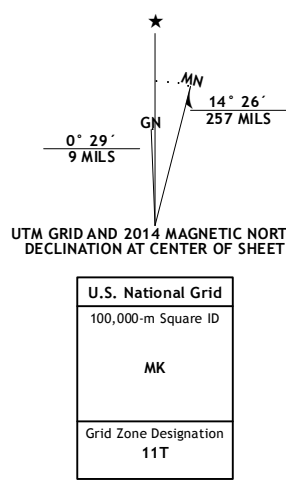 MN
GN
0° 29´
9 MILS
14° 26´
257 MILS
UTM GRID AND 2014 MAGNETIC NORT
DECLINATION AT CENTER OF SHEET
U.S. National Grid
100,000-m Square ID
MK
Grid Zone Designation
11T